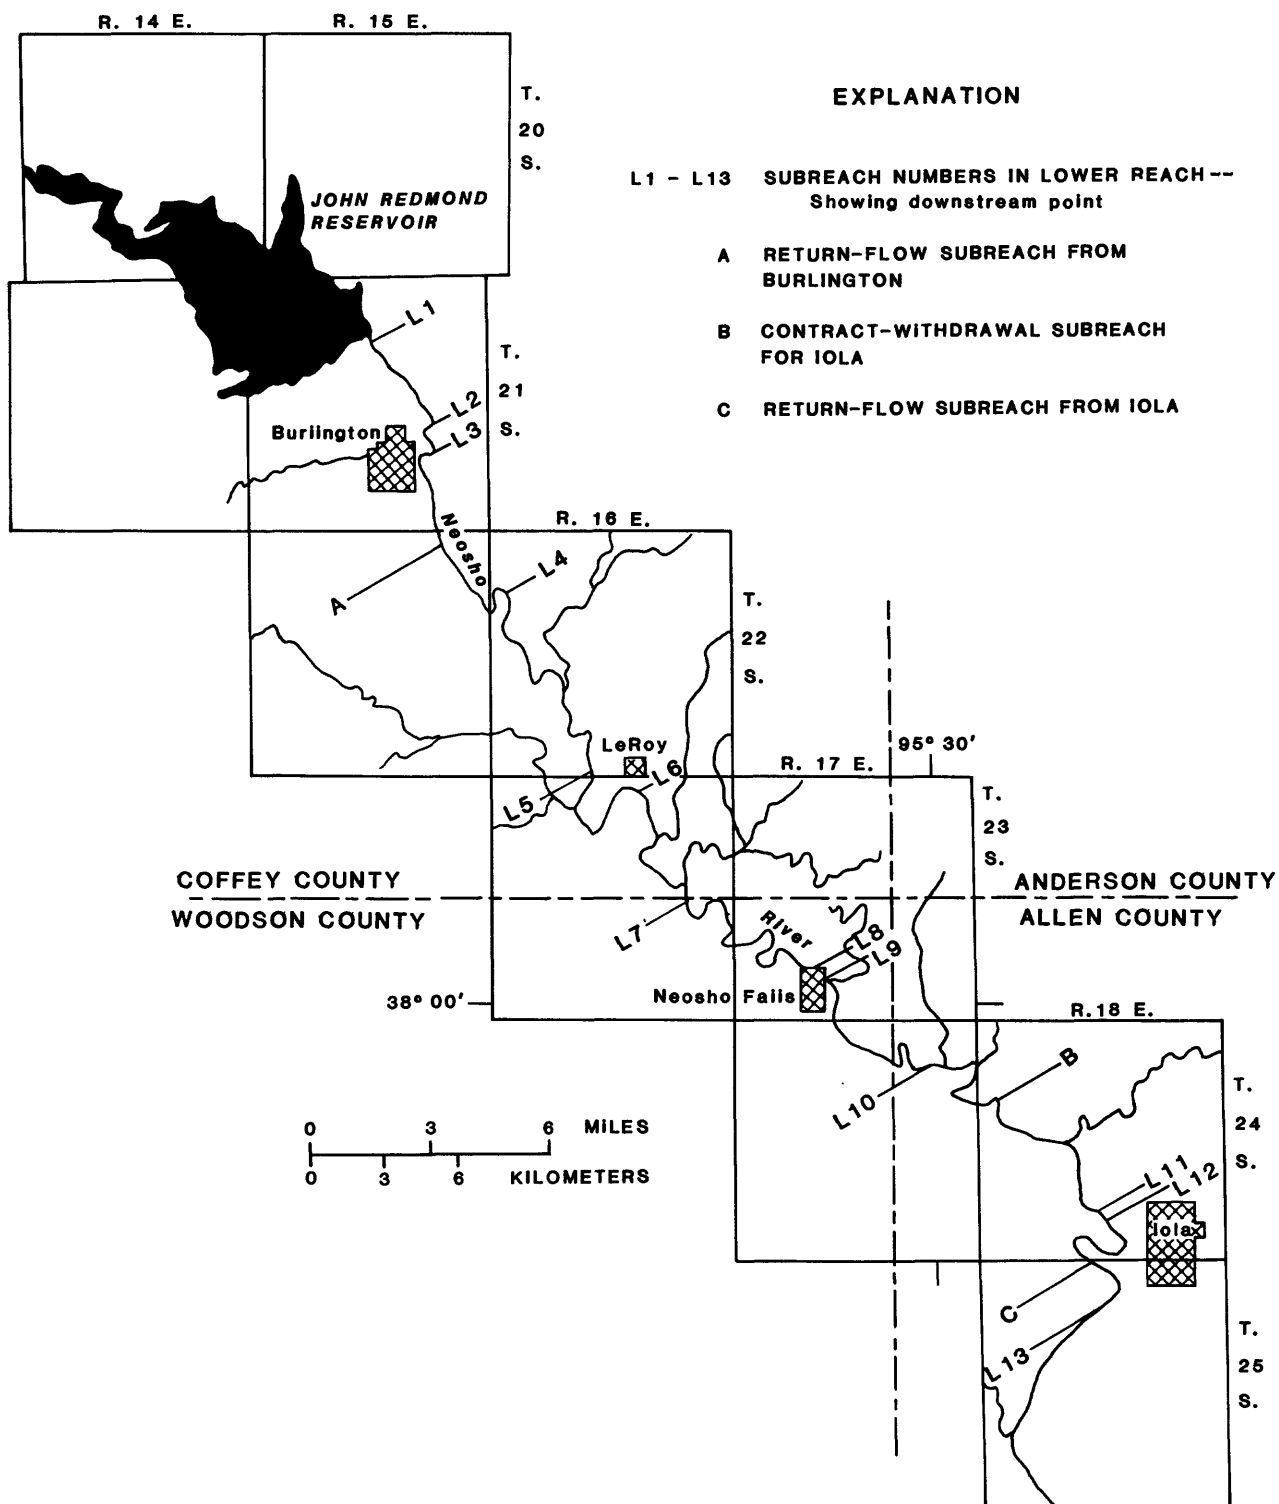 R. 14 E. R. 15 E.
T.
20
S.
EXPLANATION
L1 - L13 SUBREACH NUMBERS IN LOWER REACH--
Showing downstream point
A RETURN-FLOW SUBREACH FROM
BURLINGTON
B CONTRACT-WITHDRAWAL SUBREACH
FOR IOLA
C RETURN-FLOW SUBREACH FROM IOLA
JOHN REDMOND
RESERVOIR
L1
T.
21
S.
L2
L3
Burlington
Neosho
R. 16 E.
A
L4
T.
22
S.
LeRoy
L5
L6
R. 17 E.
95° 30'
T.
23
S.
COFFEY COUNTY
WOODSON COUNTY
ANDERSON COUNTY
ALLEN COUNTY
L7
River
L8
L9
Neosho Falls
38° 00'
R.18 E.
L10
B
T.
24
S.
0 3 6 MILES
0 3 6 KILOMETERS
L11
L12
Iola
C
L13
T.
25
S.